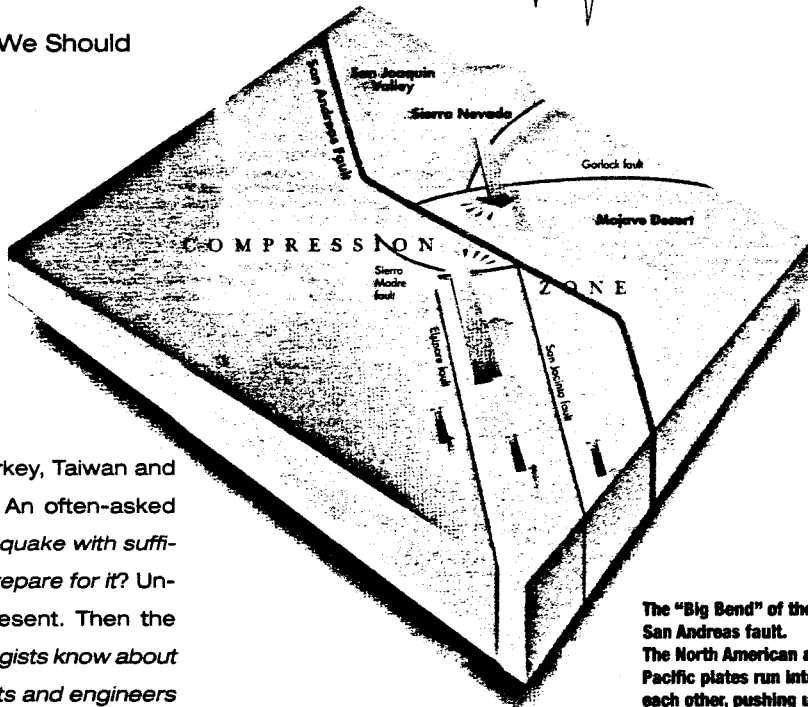 We Should
San Joaquin
Valley
San Andreas Fault
Sierra Nevada
Garlock fault
Mojave Desert
COMPRESSION
ZONE
Sierra
Madre
fault
Elsinore fault
San Jacinto fault
rkey, Taiwan and
An often-asked
quake with suffi-
repare for it? Un-
esent. Then the
gists know about
ts and engineers
The "Big Bend" of the
San Andreas fault.
The North American a
Pacific plates run int
each other, pushing u